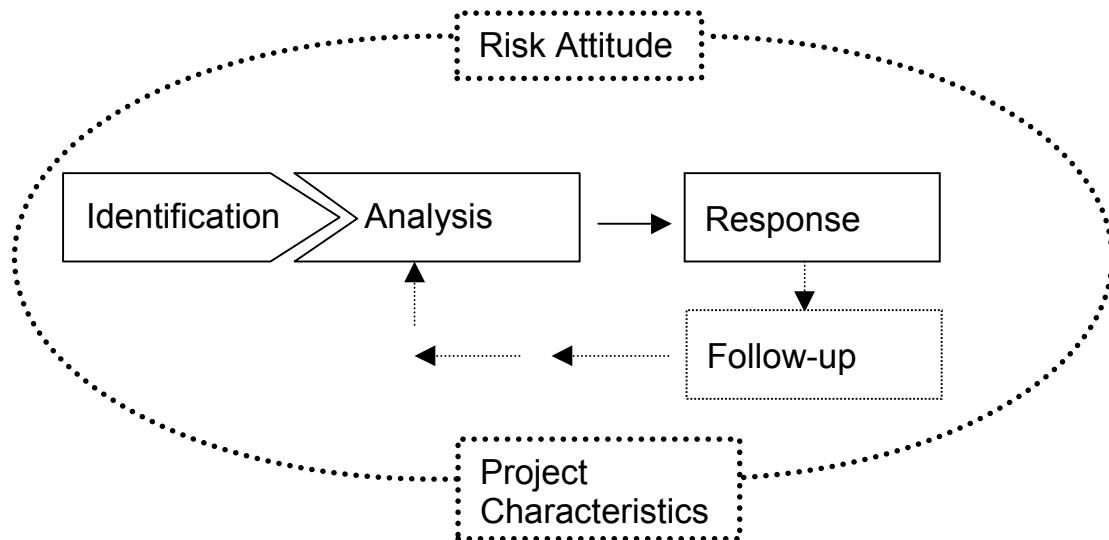 Risk Attitude
Identification
Analysis
Response
Follow-up
Project
Characteristics